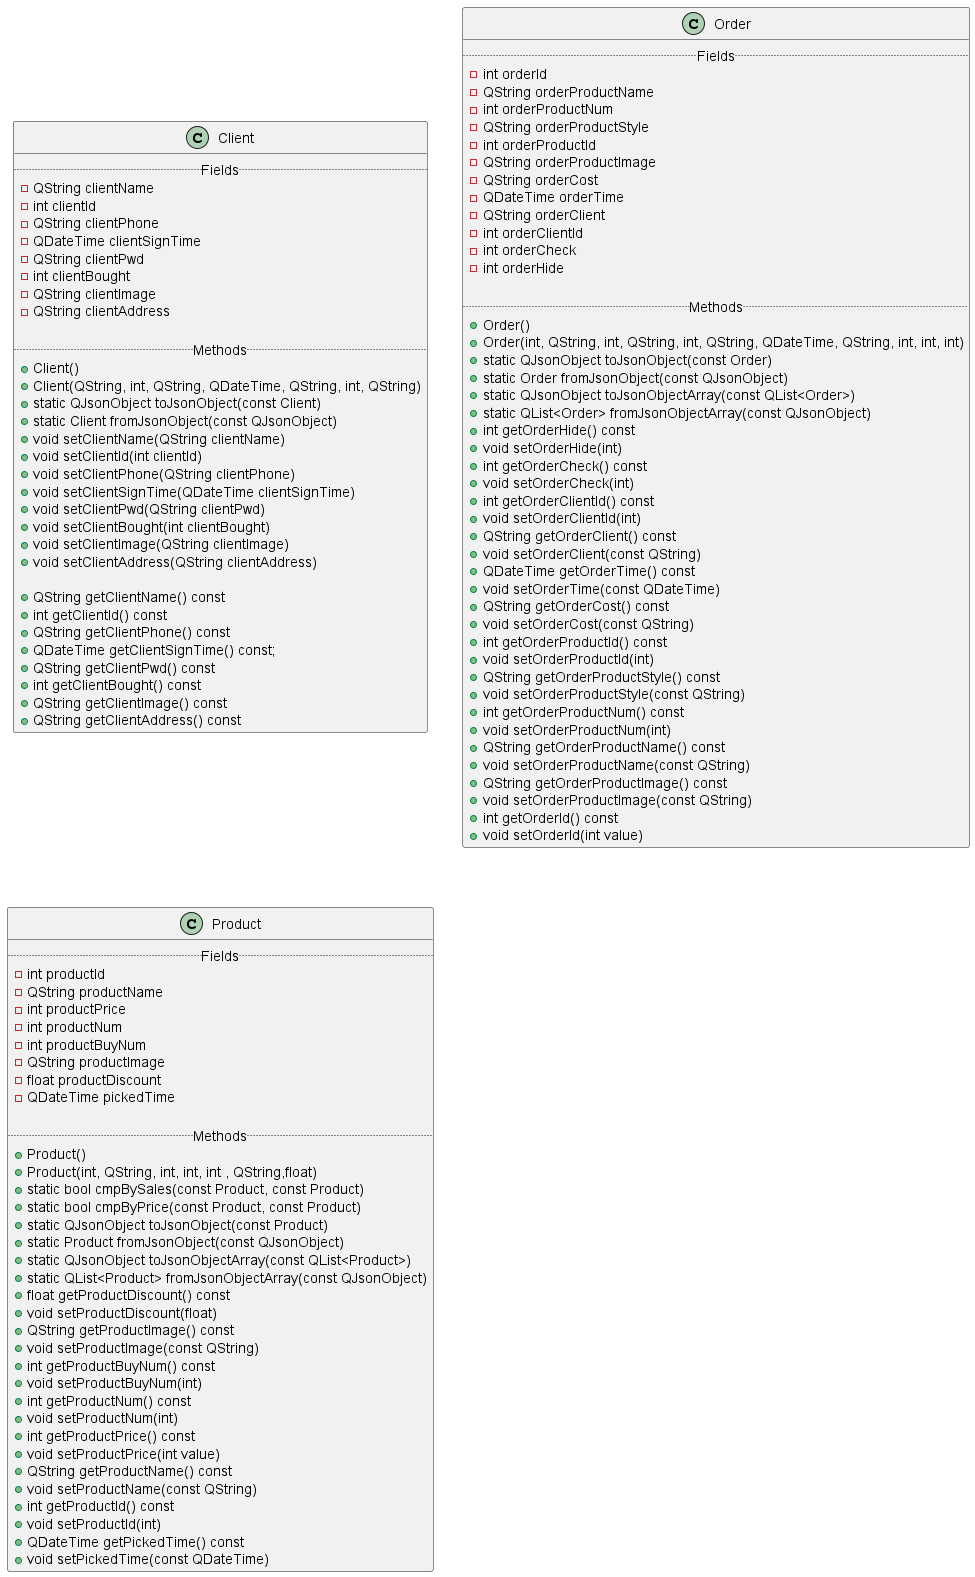 C Client
Fields
QString clientName
int clientId
QString clientPhone
QDateTime clientSignTime
QString clientPwd
int clientBought
QString clientImage
QString clientAddress
Methods
Client()
Client(QString, int, QString, QDateTime, QString, int, QString)
static QJsonObject toJsonObject(const Client)
static Client fromJsonObject(const QJsonObject)
void setClientName(QString clientName)
void setClientId(int clientId)
void setClientPhone(QString clientPhone)
void setClientSignTime(QDateTime clientSignTime)
void setClientPwd(QString clientPwd)
void setClientBought(int clientBought)
void setClientImage(QString clientImage)
void setClientAddress(QString clientAddress)
QString getClientName() const
int getClientId() const
QString getClientPhone() const
QDateTime getClientSignTime() const;
QString getClientPwd() const
int getClientBought() const
QString getClientImage() const
QString getClientAddress() const
C Order
Fields
int orderId
QString orderProductName
int orderProductNum
QString orderProductStyle
int orderProductId
QString orderProductImage
QString orderCost
QDateTime orderTime
QString orderClient
int orderClientId
int orderCheck
int orderHide
Methods
Order()
Order(int, QString, int, QString, int, QString, QDateTime, QString, int, int, int)
static QJsonObject toJsonObject(const Order)
static Order fromJsonObject(const QJsonObject)
static QJsonObject toJsonObjectArray(const QList<Order>)
static QList<Order> fromJsonObjectArray(const QJsonObject)
int getOrderHide() const
void setOrderHide(int)
int getOrderCheck() const
void setOrderCheck(int)
int getOrderClientId() const
void setOrderClientId(int)
QString getOrderClient() const
void setOrderClient(const QString)
QDateTime getOrderTime() const
void setOrderTime(const QDateTime)
QString getOrderCost() const
void setOrderCost(const QString)
int getOrderProductId() const
void setOrderProductId(int)
QString getOrderProductStyle() const
void setOrderProductStyle(const QString)
int getOrderProductNum() const
void setOrderProductNum(int)
QString getOrderProductName() const
void setOrderProductName(const QString)
QString getOrderProductImage() const
void setOrderProductImage(const QString)
int getOrderId() const
void setOrderId(int value)
C Product
Fields
int productId
QString productName
int productPrice
int productNum
int productBuyNum
QString productImage
float productDiscount
QDateTime pickedTime
Methods
Product()
Product(int, QString, int, int, int , QString,float)
static bool cmpBySales(const Product, const Product)
static bool cmpByPrice(const Product, const Product)
static QJsonObject toJsonObject(const Product)
static Product fromJsonObject(const QJsonObject)
static QJsonObject toJsonObjectArray(const QList<Product>)
static QList<Product> fromJsonObjectArray(const QJsonObject)
float getProductDiscount() const
void setProductDiscount(float)
QString getProductImage() const
void setProductImage(const QString)
int getProductBuyNum() const
void setProductBuyNum(int)
int getProductNum() const
void setProductNum(int)
int getProductPrice() const
void setProductPrice(int value)
QString getProductName() const
void setProductName(const QString)
int getProductId() const
void setProductId(int)
QDateTime getPickedTime() const
void setPickedTime(const QDateTime)